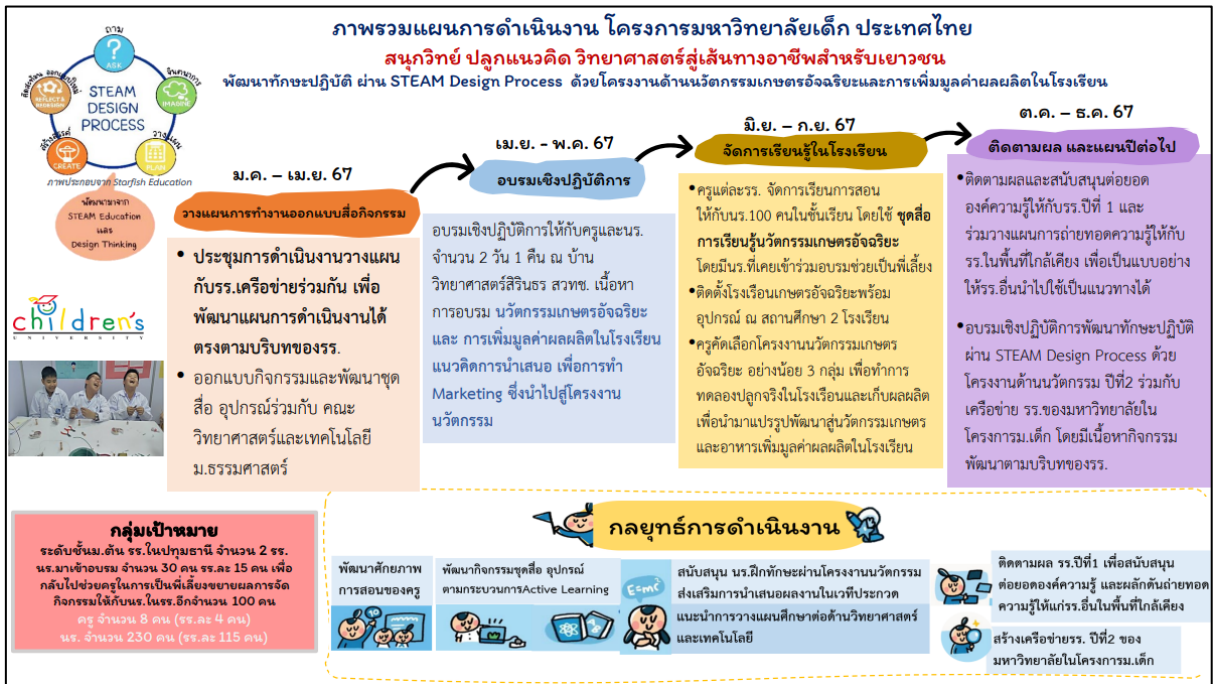 ภาพรวมแผนการดำเนินงาน โครงการมหาวิทยาลัยเด็ก ประเทศไทย
สนุกวิทย์ ปลูกแนวคิด วิทยาศาสตร์สู่เส้นทางอาชีพสำหรับเยาวชน
พัฒนาทักษะปฏิบัติ ผ่าน STEAM Design Process ด้วยโครงงานด้านนวัตกรรมเกษตรอัจฉริยะและการเพิ่มมูลค่าผลผลิตในโรงเรียน
ถาม
ASK
จินตนาการ
IMAGINE
วางแผน
PLAN
สร้างสรรค์
CREATE
REFLECT &
REDESIGN
STEAM
DESIGN
PROCESS
ภาพประกอบจาก Starfish Education
พัฒนามาจาก
STEAM Education
และ
Design Thinking
children's
UNIVERSITY
ม.ค. – เม.ย. 67
วางแผนการทำงานออกแบบสื่อกิจกรรม
• ประชุมการดำเนินงานวางแผน
กับรร.เครือข่ายร่วมกัน เพื่อ
พัฒนาแผนการดำเนินงานได้
ตรงตามบริบทของรร.
• ออกแบบกิจกรรมและพัฒนาชุด
สื่อ อุปกรณ์ร่วมกับ คณะ
วิทยาศาสตร์และเทคโนโลยี
ม.ธรรมศาสตร์
เม.ย. - พ.ค. 67
อบรมเชิงปฏิบัติการ
อบรมเชิงปฏิบัติการให้กับครูและนร.
จำนวน 2 วัน 1 คืน ณ บ้าน
วิทยาศาสตร์สิรินธร สวทช. เนื้อหา
การอบรม นวัตกรรมเกษตรอัจฉริยะ
และ การเพิ่มมูลค่าผลผลิตในโรงเรียน
แนวคิดการนำเสนอ เพื่อการทำ
Marketing ซึ่งนำไปสู่โครงงาน
นวัตกรรม
มิ.ย. – ก.ย. 67
จัดการเรียนรู้ในโรงเรียน
•ครูแต่ละรร. จัดการเรียนการสอน
ให้กับนร.100 คนในชั้นเรียน โดยใช้ ชุดสื่อ
การเรียนรู้นวัตกรรมเกษตรอัจฉริยะ
โดยมีนร.ที่เคยเข้าร่วมอบรมช่วยเป็นพี่เลี้ยง
•ติดตั้งโรงเรือนเกษตรอัจฉริยะพร้อม
อุปกรณ์ ณ สถานศึกษา 2 โรงเรียน
•ครูคัดเลือกโครงงานนวัตกรรมเกษตร
อัจฉริยะ อย่างน้อย 3 กลุ่ม เพื่อทำการ
ทดลองปลูกจริงในโรงเรือนและเก็บผลผลิต
เพื่อนำมาแปรรูปพัฒนาสู่นวัตกรรมเกษตร
และอาหารเพิ่มมูลค่าผลผลิตในโรงเรียน
ต.ค. – ธ.ค. 67
ติดตามผล และแผนปีต่อไป
•ติดตามผลและสนับสนุนต่อยอด
องค์ความรู้ให้กับรร.ปีที่ 1 และ
ร่วมวางแผนการถ่ายทอดความรู้ให้กับ
รร.ในพื้นที่ใกล้เคียง เพื่อเป็นแบบอย่าง
ให้รร.อื่นนำไปใช้เป็นแนวทางได้
•อบรมเชิงปฏิบัติการพัฒนาทักษะปฏิบัติ
ผ่าน STEAM Design Process ด้วย
โครงงานด้านนวัตกรรม ปีที่2 ร่วมกับ
เครือข่าย รร.ของมหาวิทยาลัยใน
โครงการม.เด็ก โดยมีเนื้อหากิจกรรม
พัฒนาตามบริบทของรร.
กลุ่มเป้าหมาย
ระดับชั้นม.ต้น รร.ในปทุมธานี จำนวน 2 รร.
นร.มาเข้าอบรม จำนวน 30 คน รร.ละ 15 คน เพื่อ
กลับไปช่วยครูในการเป็นพี่เลี้ยงขยายผลการจัด
กิจกรรมให้กับนร.ในรร.อีกจำนวน 100 คน
ครู จำนวน 8 คน (รร.ละ 4 คน)
นร. จำนวน 230 คน (รร.ละ 115 คน)
กลยุทธ์การดำเนินงาน
พัฒนาศักยภาพ
การสอนของครู
พัฒนากิจกรรมชุดสื่อ อุปกรณ์
ตามกระบวนการActive Learning
E=mc²
สนับสนุน นร.ฝึกทักษะผ่านโครงงานนวัตกรรม
ส่งเสริมการนำเสนอผลงานในเวทีประกวด
แนะนำการวางแผนศึกษาต่อด้านวิทยาศาสตร์
และเทคโนโลยี
ติดตามผล รร.ปีที่1 เพื่อสนับสนุน
ต่อยอดองค์ความรู้ และผลักดันถ่ายทอด
ความรู้ให้แก่รร.อื่นในพื้นที่ใกล้เคียง
สร้างเครือข่ายรร. ปีที่2 ของ
มหาวิทยาลัยในโครงการม.เด็ก